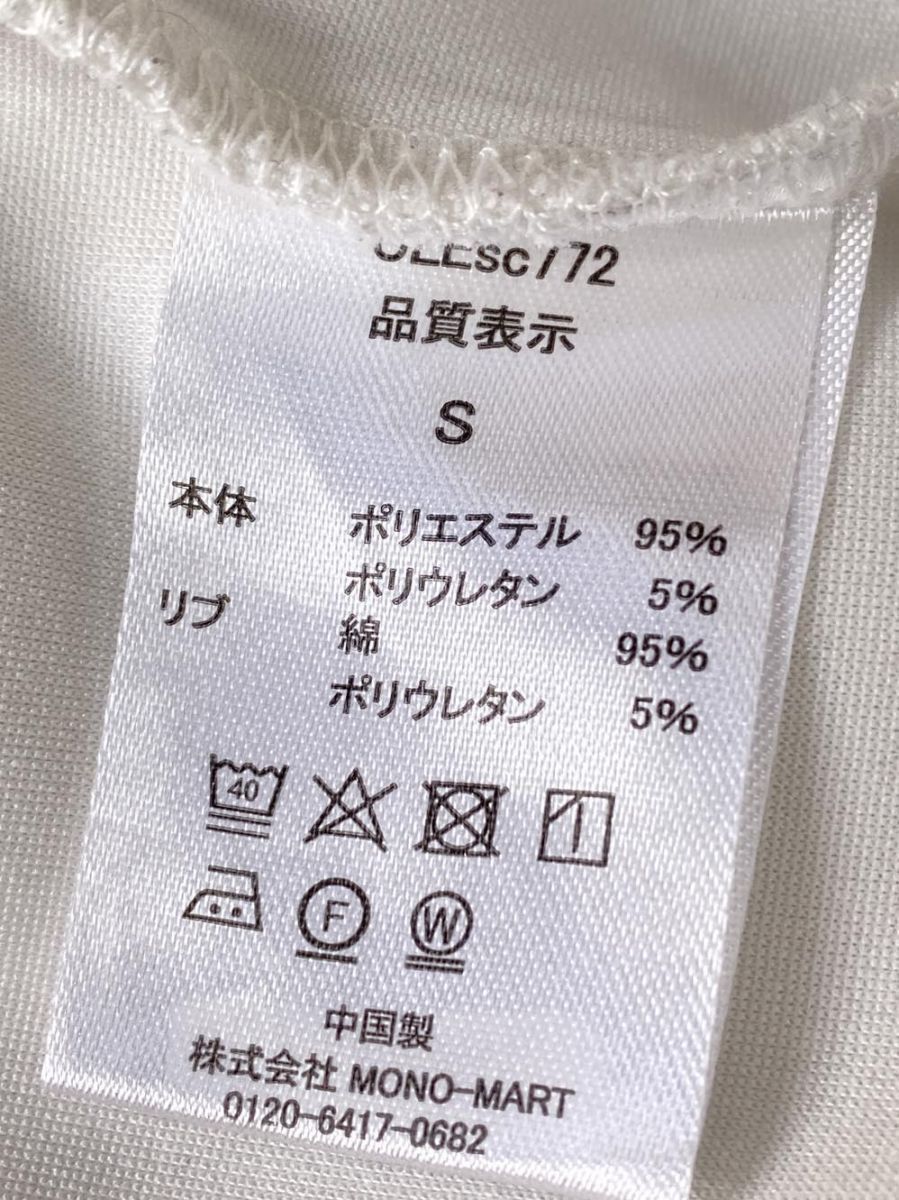 品質表示
S
本体 ポリエステル 95%
ポリウレタン 5%
リブ 綿 95%
ポリウレタン 5%
40
F W
中国製
株式会社 MONO-MART
0120-6417-0682